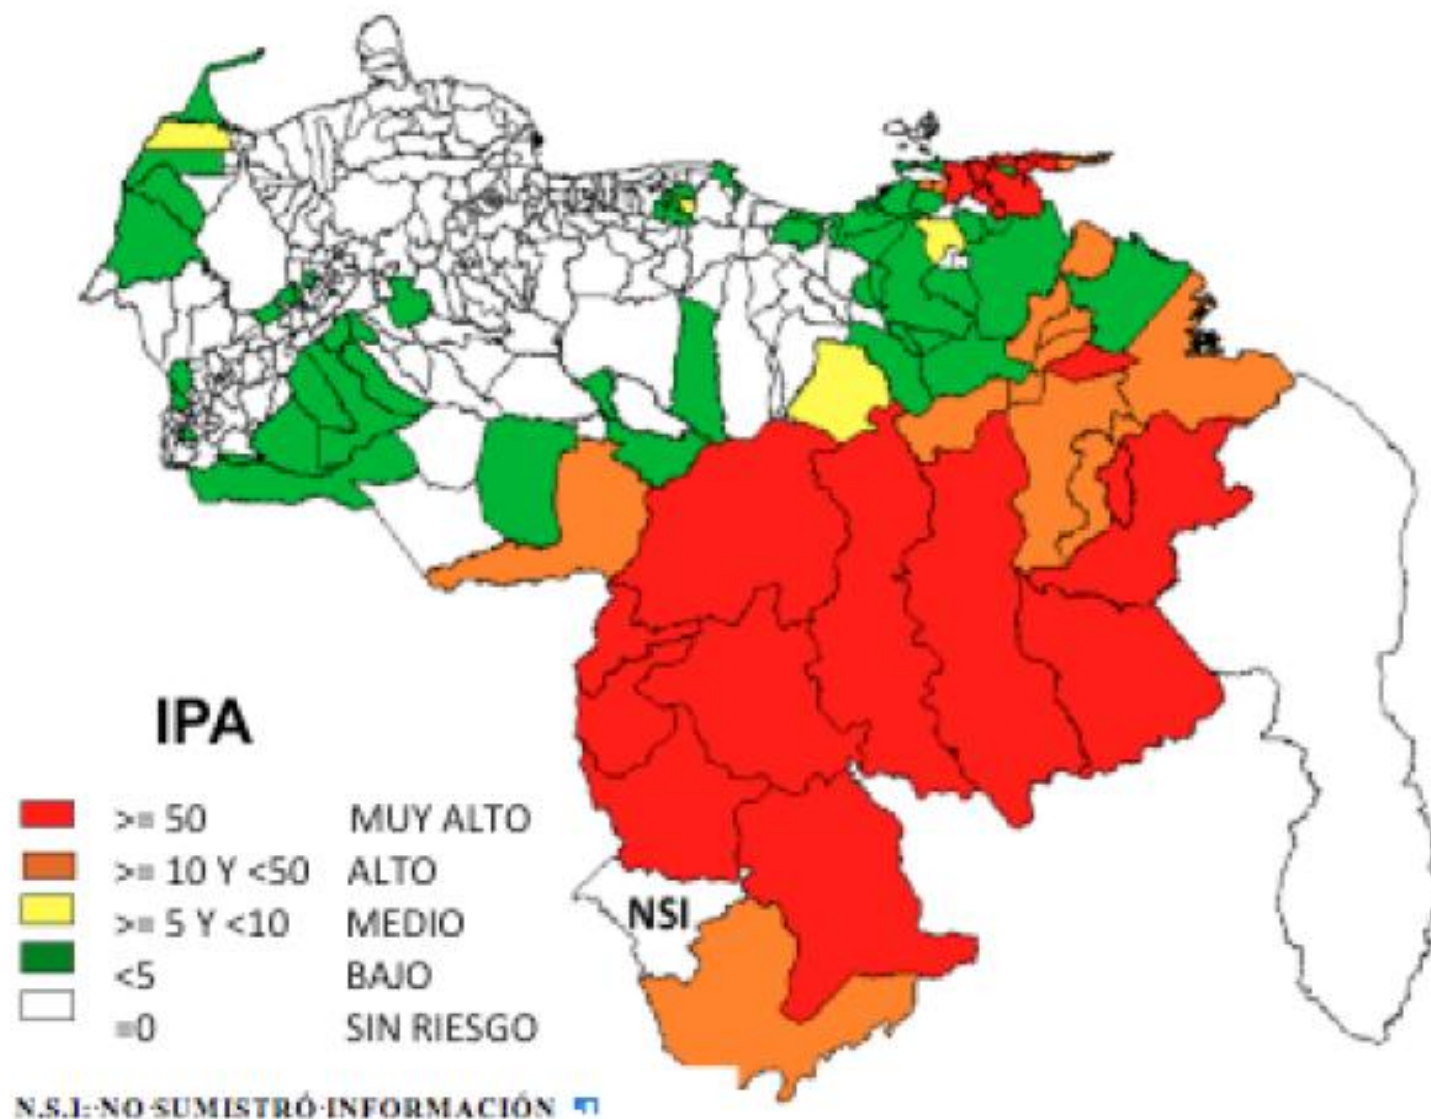 IPA
>= 50 MUY ALTO
>= 10 Y <50 ALTO
>= 5 Y <10 MEDIO
<5 BAJO
=0 SIN RIESGO
NSI
N.S.I: NO SUMISTRÓ INFORMACIÓN